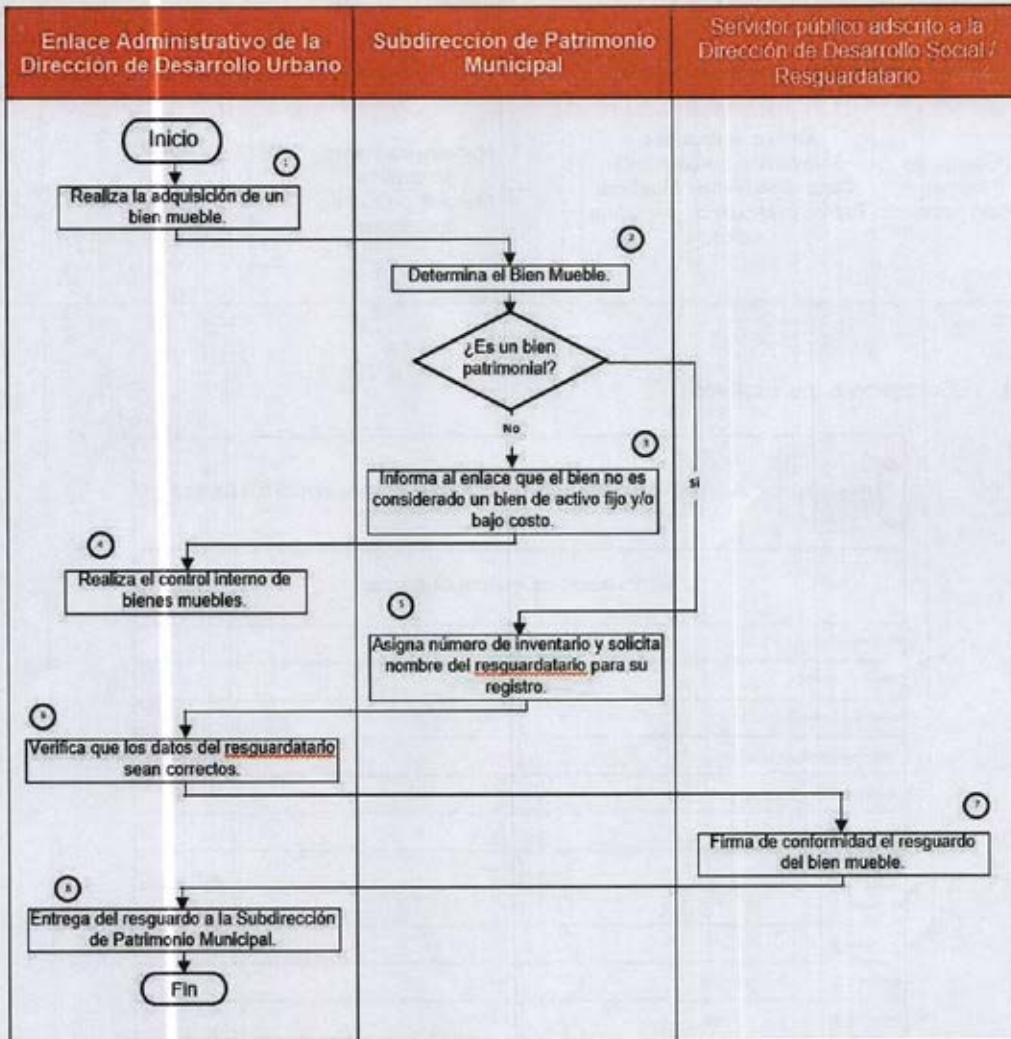 Enlace Administrativo de la
Dirección de Desarrollo Urbano
Subdirección de Patrimonio
Municipal
Servidor público adscrito a la
Dirección de Desarrollo Social /
Resguardatario
Inicio
1
Realiza la adquisición de un
bien mueble.
2
Determina el Bien Mueble.
¿Es un bien
patrimonial?
No
si
3
Informa al enlace que el bien no es
considerado un bien de activo fijo y/o
bajo costo.
4
Realiza el control interno de
bienes muebles.
5
Asigna número de inventario y solicita
nombre del resguardatario para su
registro.
6
Verifica que los datos del resguardatario
sean correctos.
7
Firma de conformidad el resguardo
del bien mueble.
8
Entrega del resguardo a la Subdirección
de Patrimonio Municipal.
Fin